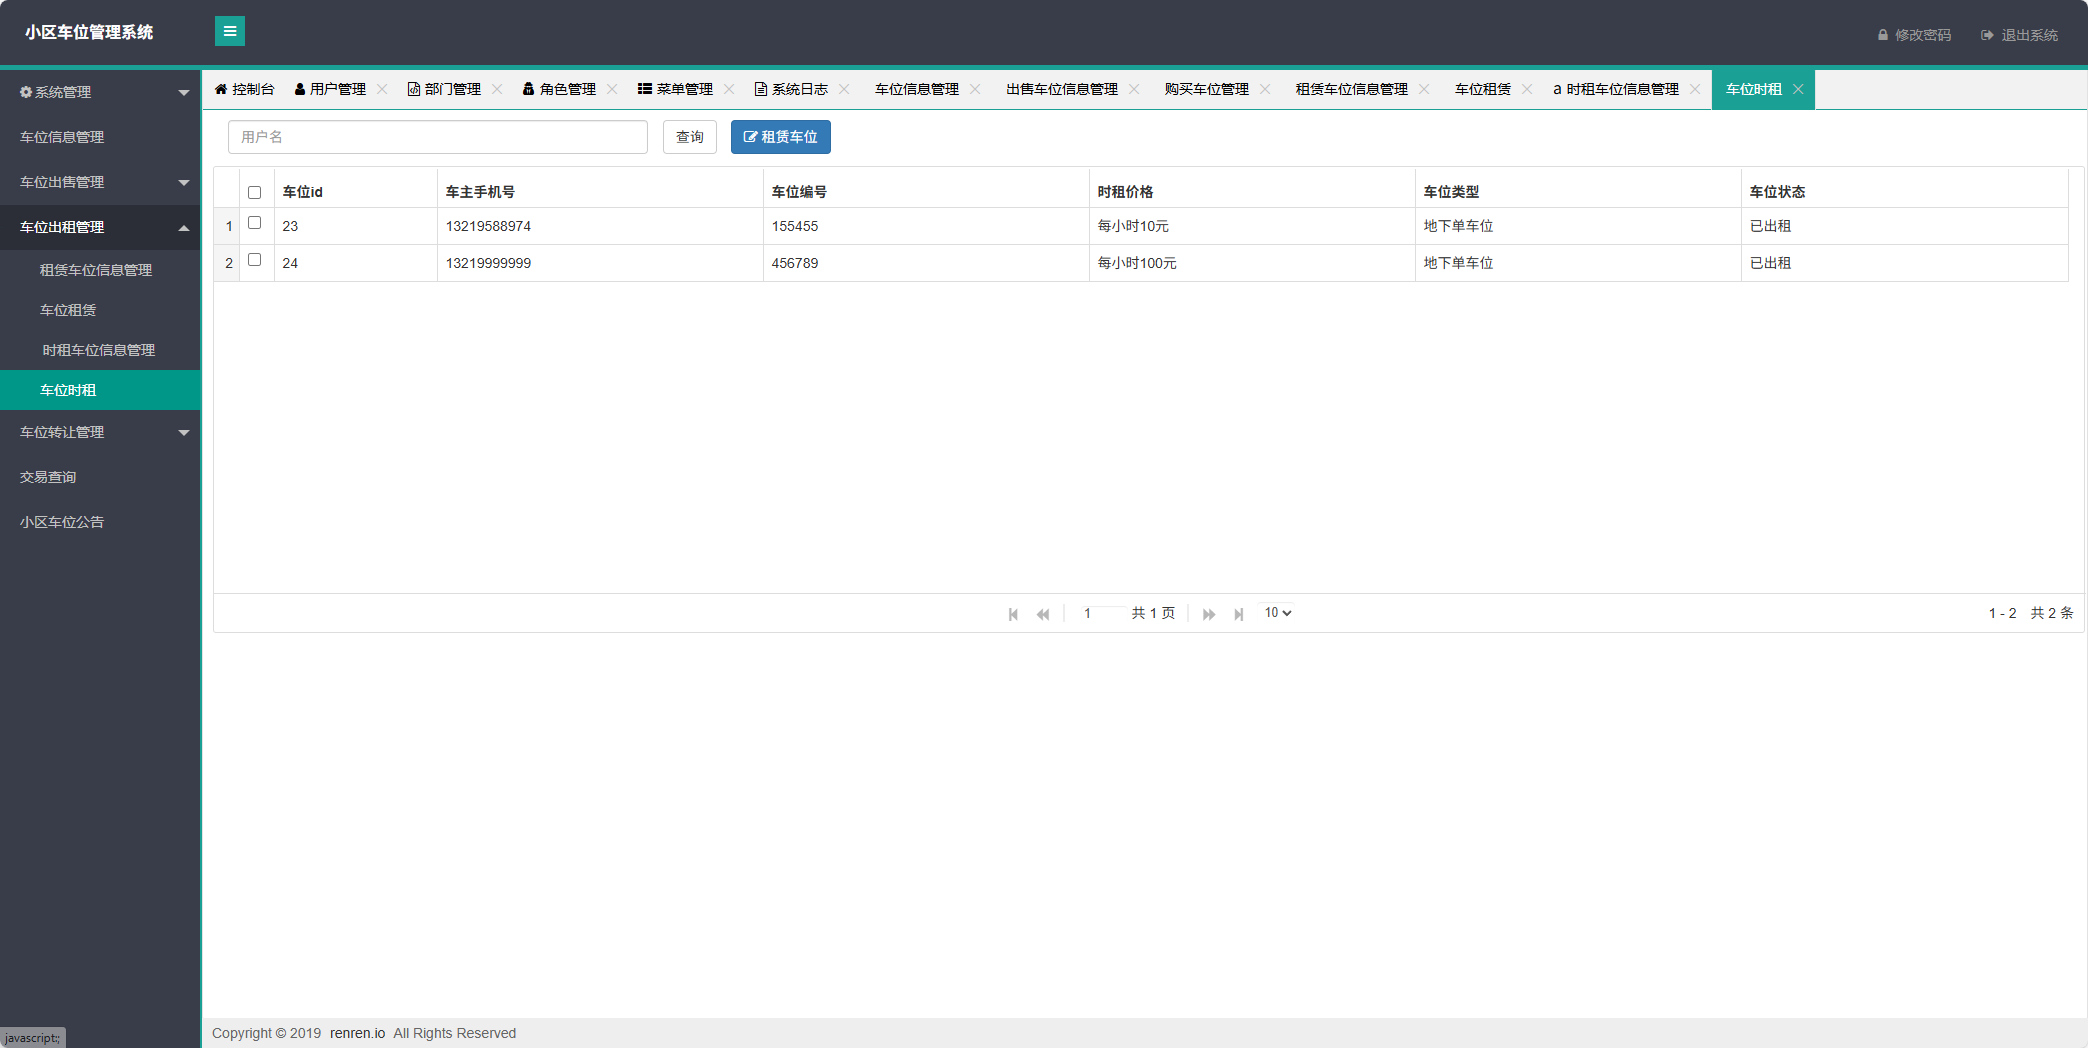 小区车位管理系统
修改密码 退出系统
系统管理
车位信息管理
车位出售管理
车位出租管理
租赁车位信息管理
车位租赁
时租车位信息管理
车位时租
车位转让管理
交易查询
小区车位公告
控制台 用户管理 部门管理 角色管理 菜单管理 系统日志 车位信息管理 出售车位信息管理 购买车位管理 租赁车位信息管理 车位租赁 a 时租车位信息管理 车位时租
用户名 查询 租赁车位
车位id 车主手机号 车位编号 时租价格 车位类型 车位状态
1 23 13219588974 155455 每小时10元 地下单车位 已出租
2 24 13219999999 456789 每小时100元 地下单车位 已出租
1 共 1 页 10 1 - 2 共 2 条
Copyright © 2019 renren.io All Rights Reserved
javascript:;